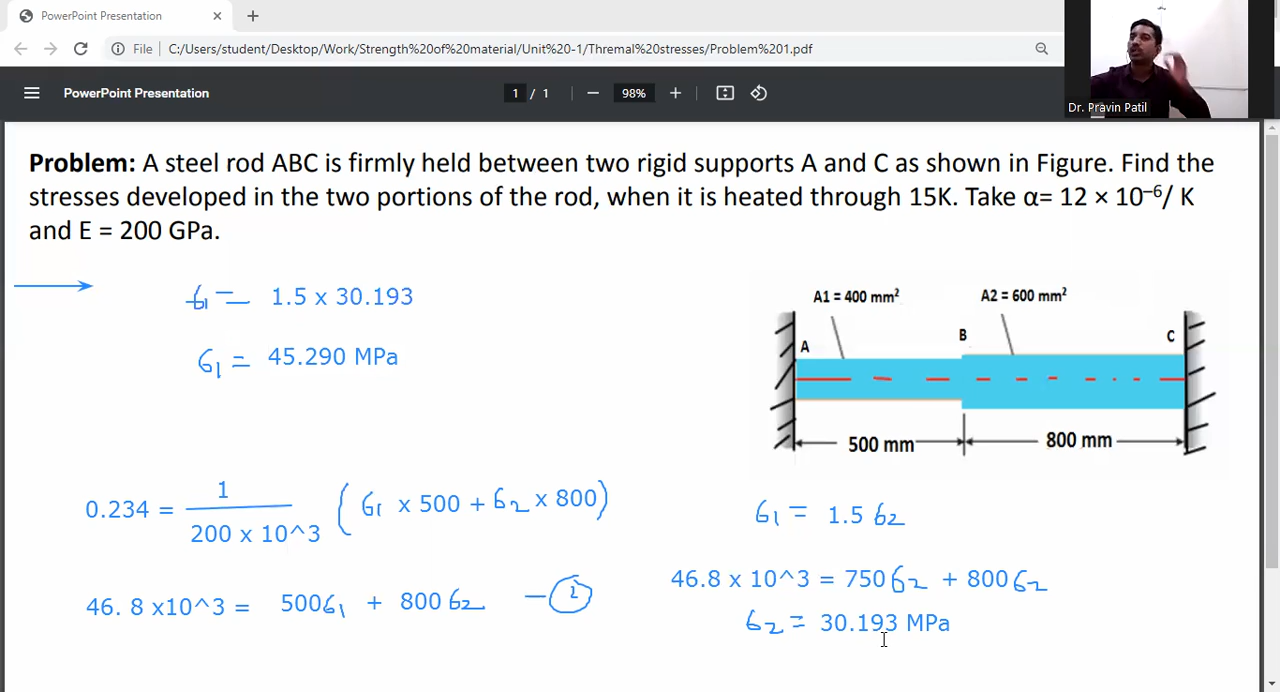 PowerPoint Presentation
File C:/Users/student/Desktop/Work/Strength%20of%20material/Unit%20-1/Thremal%20stresses/Problem%201.pdf
PowerPoint Presentation
1 / 1
98%
Dr. Pravin Patil
Problem: A steel rod ABC is firmly held between two rigid supports A and C as shown in Figure. Find the
stresses developed in the two portions of the rod, when it is heated through 15K. Take α= 12 × 10⁻⁶/ K
and E = 200 GPa.
σ₁ = 1.5 x 30.193
σ₁ = 45.290 MPa
A1 = 400 mm²
A2 = 600 mm²
A
B
C
500 mm
800 mm
0.234 = 1 / 200 x 10^3 ( σ₁ x 500 + σ₂ x 800 )
46. 8 x10^3 = 500σ₁ + 800 σ₂ - ①
σ₁ = 1.5 σ₂
46.8 x 10^3 = 750σ₂ + 800σ₂
σ₂ = 30.193 MPa